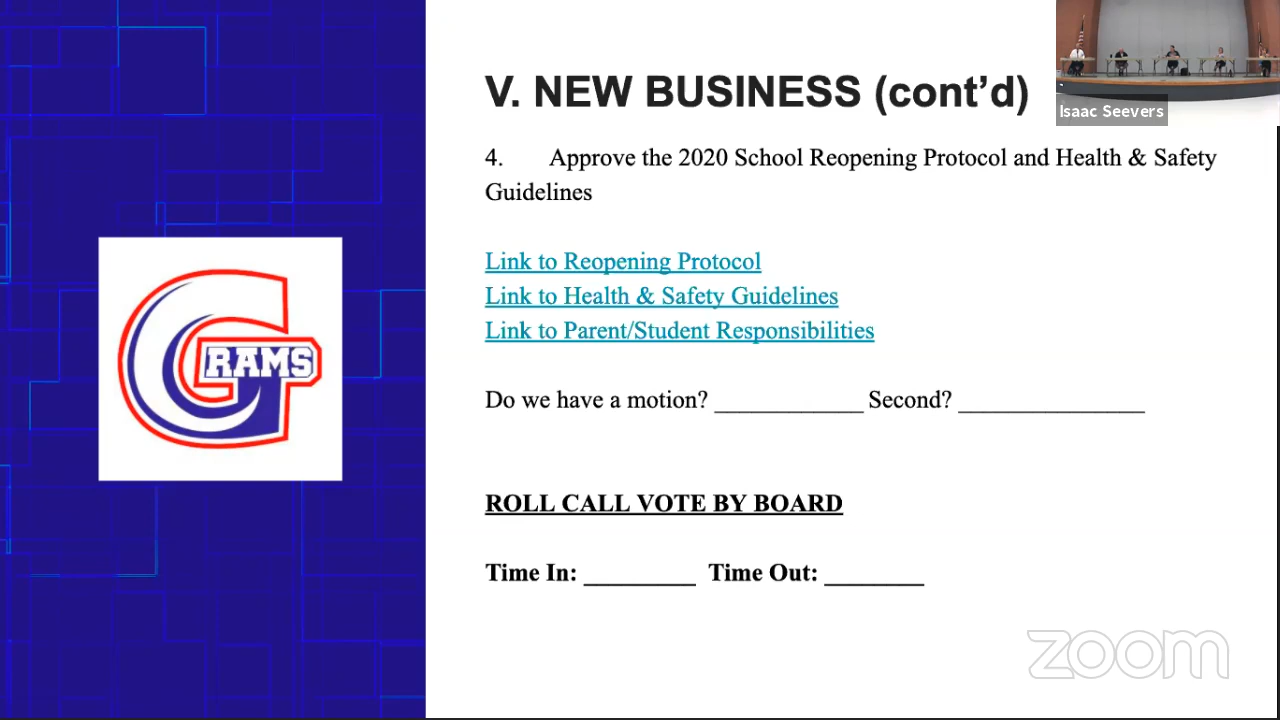 V. NEW BUSINESS (cont’d)
Isaac Seevers
4. Approve the 2020 School Reopening Protocol and Health & Safety
Guidelines
Link to Reopening Protocol
Link to Health & Safety Guidelines
Link to Parent/Student Responsibilities
RAMS
Do we have a motion? ____________ Second? _______________
ROLL CALL VOTE BY BOARD
Time In: _________ Time Out: ________
zoom